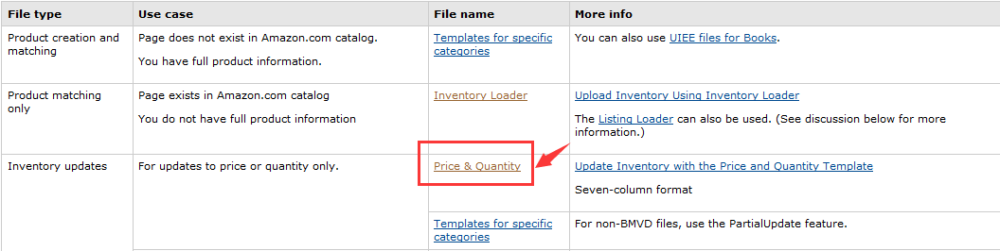 File type
Use case
File name
More info
Product creation and
matching
Page does not exist in Amazon.com catalog.
You have full product information.
Templates for specific
categories
You can also use UIEE files for Books.
Product matching
only
Page exists in Amazon.com catalog
You do not have full product information
Inventory Loader
Upload Inventory Using Inventory Loader
The Listing Loader can also be used. (See discussion below for more
information.)
Inventory updates
For updates to price or quantity only.
Price & Quantity
Update Inventory with the Price and Quantity Template
Seven-column format
Templates for specific
categories
For non-BMVD files, use the PartialUpdate feature.